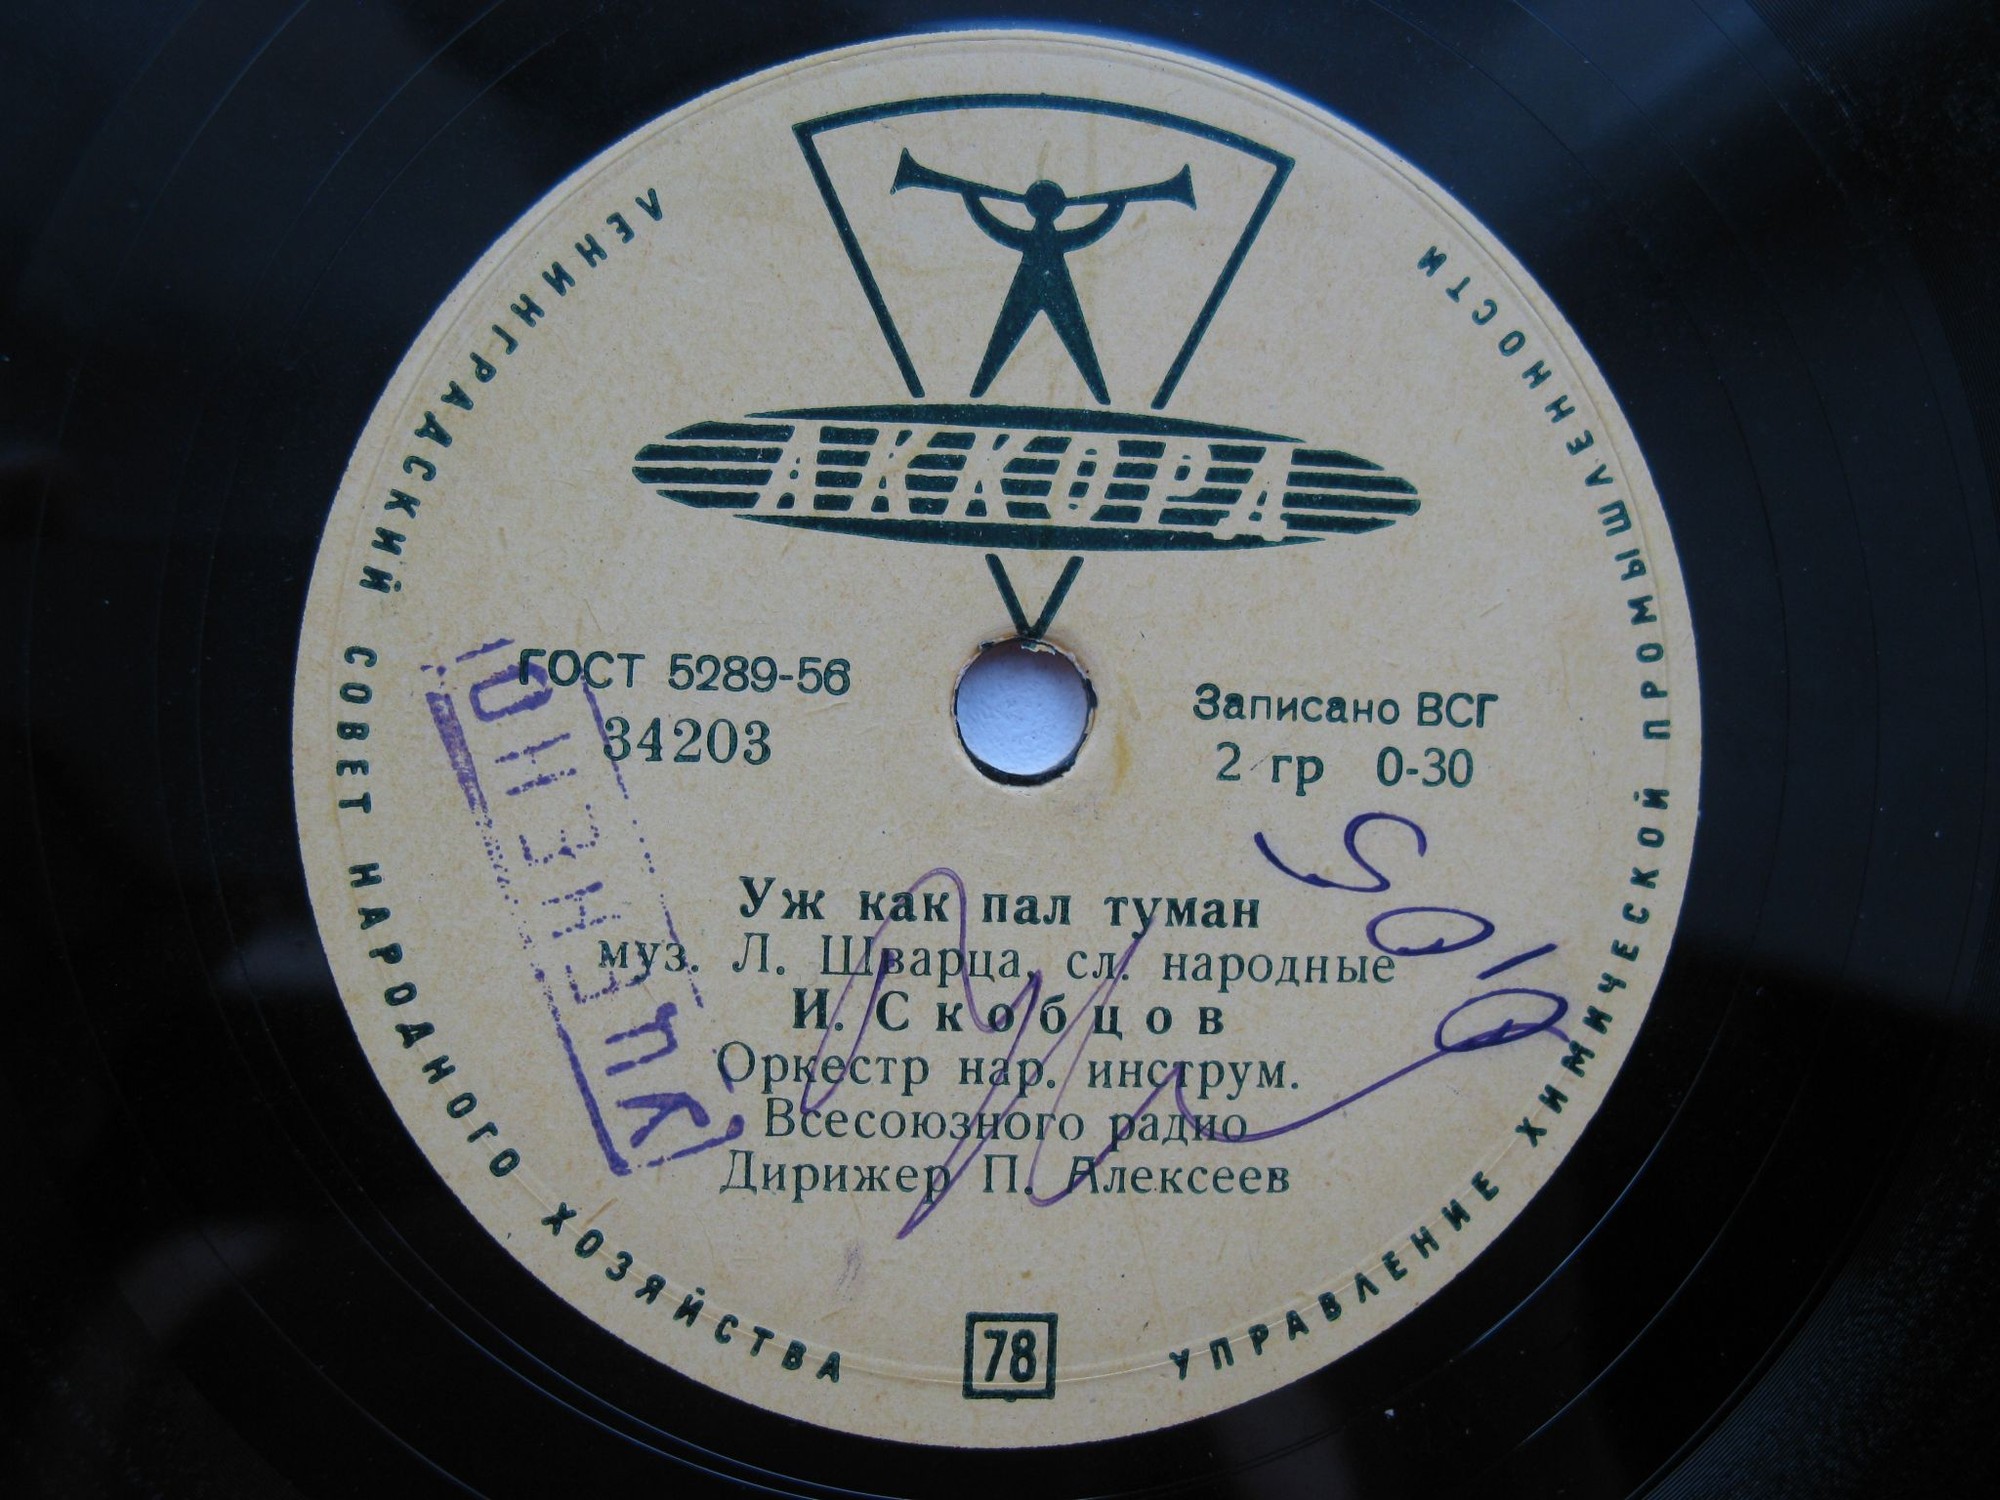 АККОРД
ЛЕНИНГРАДСКИЙ СОВЕТ НАРОДНОГО ХОЗЯЙСТВА
УПРАВЛЕНИЕ ХИМИЧЕСКОЙ ПРОМЫШЛЕННОСТИ
ГОСТ 5289-56
34203
Записано ВСГ
2 гр 0-30
Уж как пал туман
муз. Л. Шварца, сл. народные
И. Скобцов
Оркестр нар. инструм.
Всесоюзного радио
Дирижер П. Алексеев
78